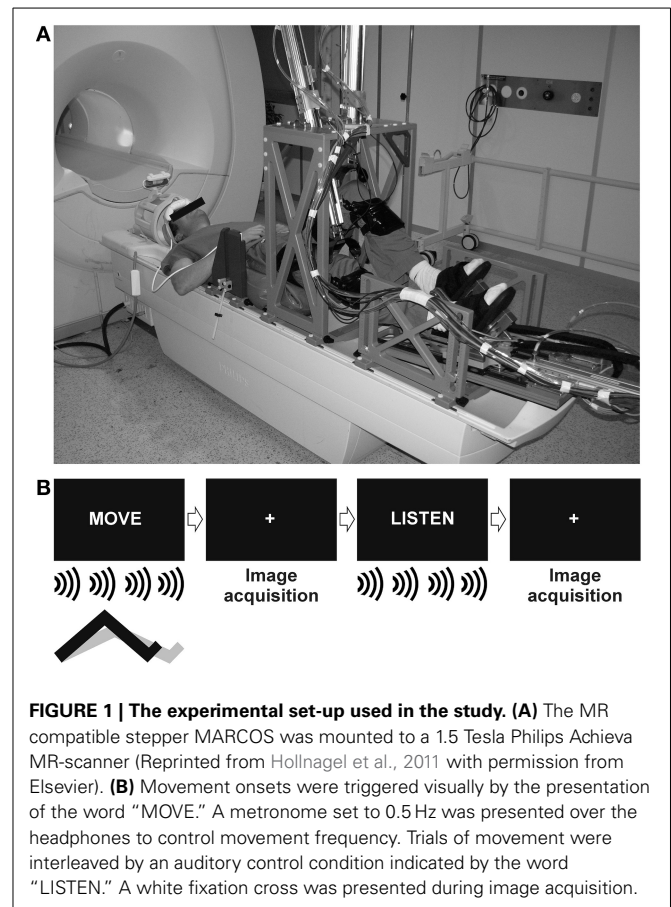 A
B
MOVE
+
LISTEN
+
Image
acquisition
Image
acquisition
FIGURE 1 | The experimental set-up used in the study. (A) The MR
compatible stepper MARCOS was mounted to a 1.5 Tesla Philips Achieva
MR-scanner (Reprinted from Hollnagel et al., 2011 with permission from
Elsevier). (B) Movement onsets were triggered visually by the presentation
of the word “MOVE.” A metronome set to 0.5 Hz was presented over the
headphones to control movement frequency. Trials of movement were
interleaved by an auditory control condition indicated by the word
“LISTEN.” A white fixation cross was presented during image acquisition.